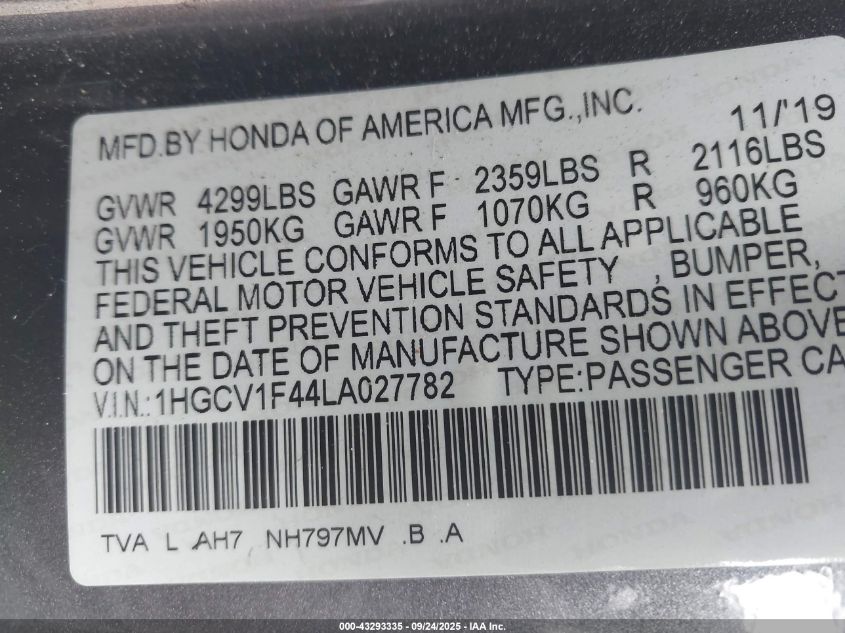 MFD.BY HONDA OF AMERICA MFG.,INC. 11/'19
GVWR 4299LBS GAWR F 2359LBS R 2116LBS
GVWR 1950KG GAWR F 1070KG R 960KG
THIS VEHICLE CONFORMS TO ALL APPLICABLE
FEDERAL MOTOR VEHICLE SAFETY , BUMPER,
AND THEFT PREVENTION STANDARDS IN EFFECT
ON THE DATE OF MANUFACTURE SHOWN ABOVE
V.I.N.: 1HGCV1F44LA027782 TYPE:PASSENGER CA
TVA L AH7 NH797MV .B .A
000-43293335 - 09/24/2025 - IAA Inc.